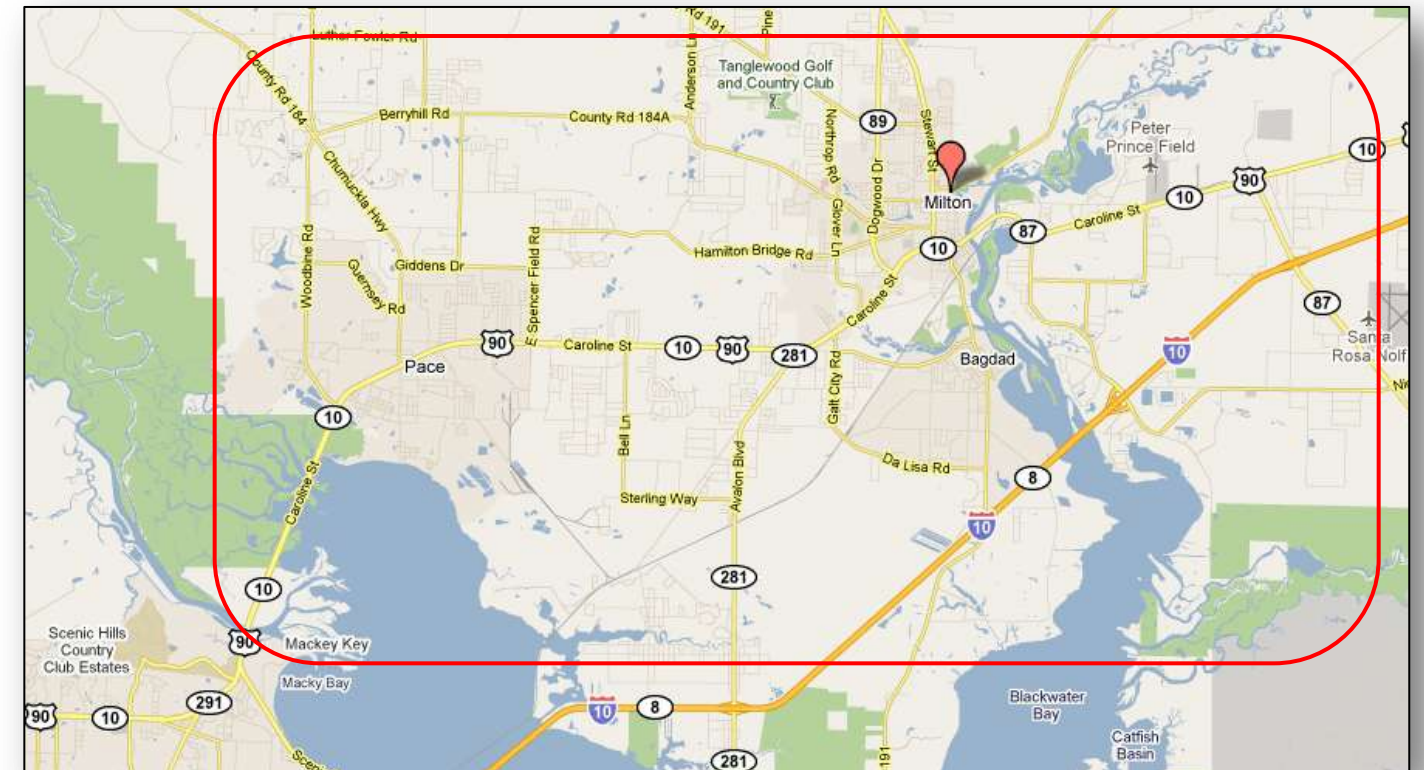 Rd 191
Pine
Luther Fowler Rd
County Rd 184
Anderson Ln
Tanglewood Golf
and Country Club
Berryhill Rd
County Rd 184A
89
Stewart St
Northrop Rd
Peter
Prince Field
10
90
10
Chumuckla Hwy
Dogwood Dr
Milton
Caroline St
87
Glover Ln
10
Woodbine Rd
E Spencer Field Rd
Hamilton Bridge Rd
Giddens Dr
Guernsey Rd
Caroline St
87
Santa
Rosa Nolf
90
Caroline St
10
90
281
10
Pace
Galt City Rd
Bagdad
10
Bell Ln
Avalon Blvd
Da Lisa Rd
8
Caroline St
Sterling Way
10
281
10
Scenic Hills
Country
Club Estates
90
Mackey Key
Macky Bay
291
90
10
10
8
Blackwater
Bay
Catfish
Basin
281
191